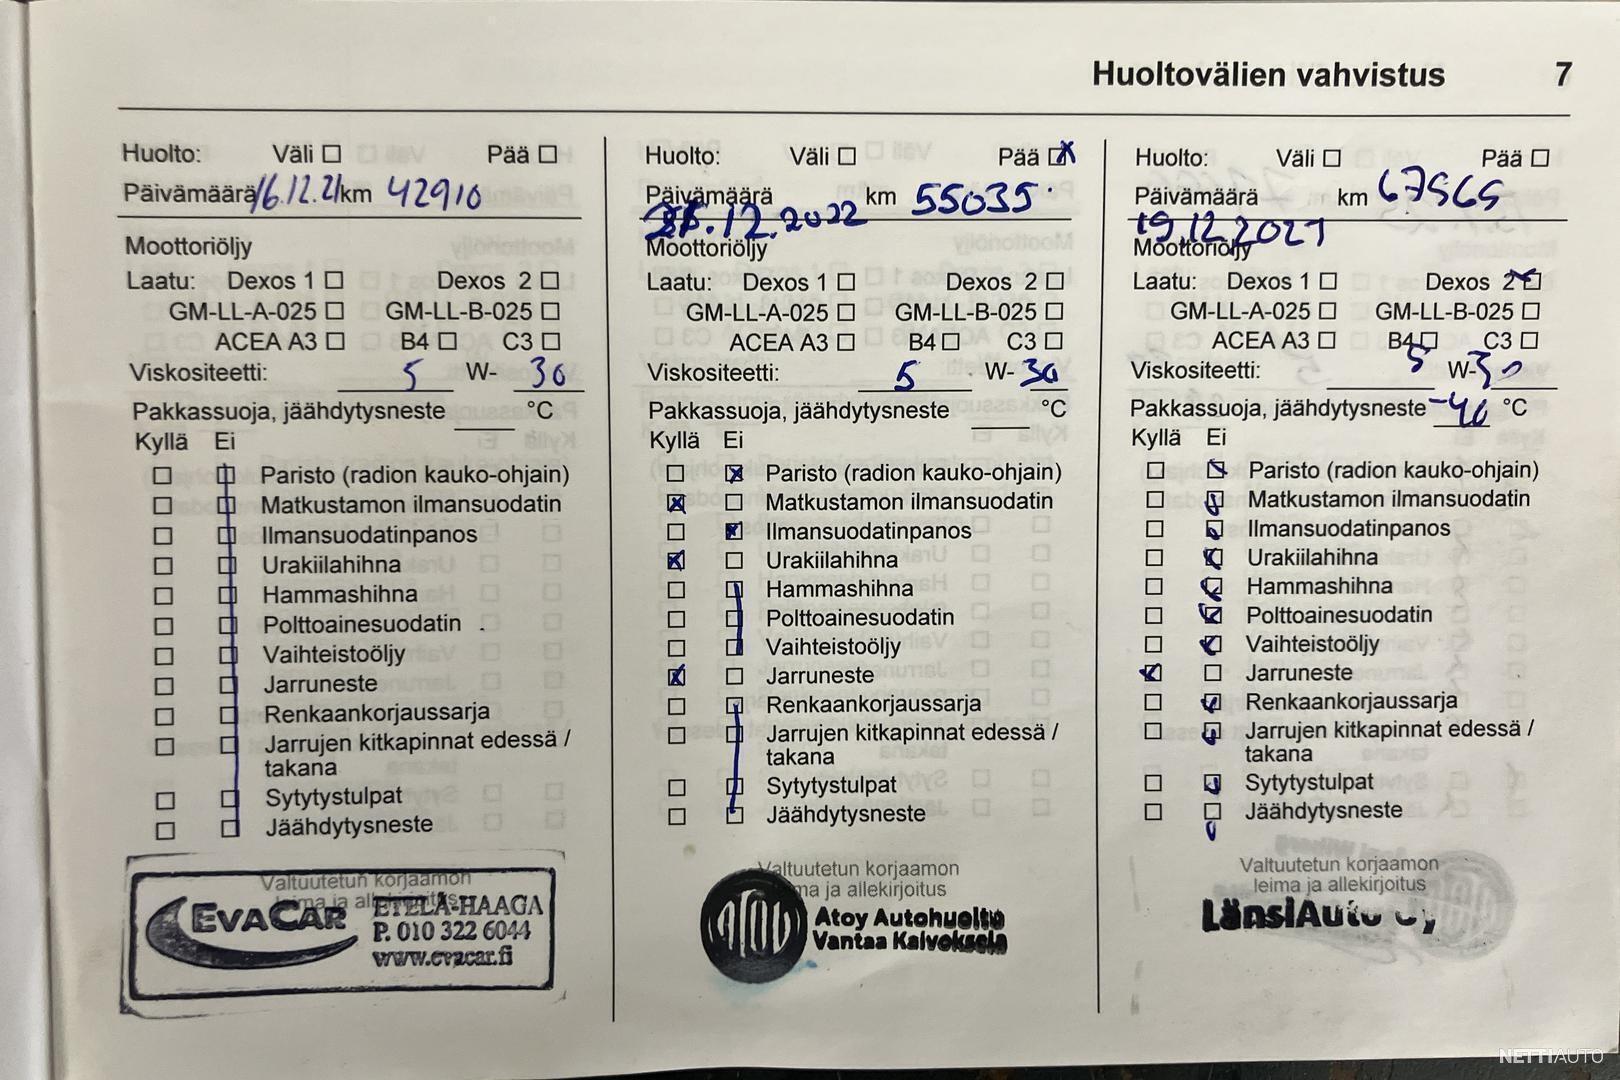 Huoltovälien vahvistus 7
Huolto: Väli ☐ Pää ☐
Päivämäärä 16.12.21 km 42910
Moottoriöljy
Laatu: Dexos 1 ☐ Dexos 2 ☐
GM-LL-A-025 ☐ GM-LL-B-025 ☐
ACEA A3 ☐ B4 ☐ C3 ☐
Viskositeetti: 5 W- 30
Pakkassuoja, jäähdytysneste °C
Kyllä Ei
Paristo (radion kauko-ohjain)
Matkustamon ilmansuodatin
Ilmansuodatinpanos
Urakiilahihna
Hammashihna
Polttoainesuodatin
Vaihteistoöljy
Jarruneste
Renkaankorjaussarja
Jarrujen kitkapinnat edessä /
takana
Sytytystulpat
Jäähdytysneste
Valtuutetun korjaamon
leima ja allekirjoitus
EVACAR ETELÄ-HAAGA
P. 010 322 6044
www.evacar.fi
Huolto: Väli ☐ Pää ☒
Päivämäärä km 55035
.12.2022
Moottoriöljy
Laatu: Dexos 1 ☐ Dexos 2 ☐
GM-LL-A-025 ☐ GM-LL-B-025 ☐
ACEA A3 ☐ B4 ☐ C3 ☐
Viskositeetti: 5 W- 30
Pakkassuoja, jäähdytysneste °C
Kyllä Ei
Paristo (radion kauko-ohjain)
Matkustamon ilmansuodatin
Ilmansuodatinpanos
Urakiilahihna
Hammashihna
Polttoainesuodatin
Vaihteistoöljy
Jarruneste
Renkaankorjaussarja
Jarrujen kitkapinnat edessä /
takana
Sytytystulpat
Jäähdytysneste
Valtuutetun korjaamon
leima ja allekirjoitus
ATOY
Atoy Autohuolto
Vantaa Kaivoksela
Huolto: Väli ☐ Pää ☐
Päivämäärä km 67565
19.12.2021
Moottoriöljy
Laatu: Dexos 1 ☐ Dexos 2 ☒
GM-LL-A-025 ☐ GM-LL-B-025 ☐
ACEA A3 ☐ B4 ☐ C3 ☐
Viskositeetti: 5 W- 30
Pakkassuoja, jäähdytysneste -40 °C
Kyllä Ei
Paristo (radion kauko-ohjain)
Matkustamon ilmansuodatin
Ilmansuodatinpanos
Urakiilahihna
Hammashihna
Polttoainesuodatin
Vaihteistoöljy
Jarruneste
Renkaankorjaussarja
Jarrujen kitkapinnat edessä /
takana
Sytytystulpat
Jäähdytysneste
Valtuutetun korjaamon
leima ja allekirjoitus
LänsiAuto Oy
NETTIAUTO